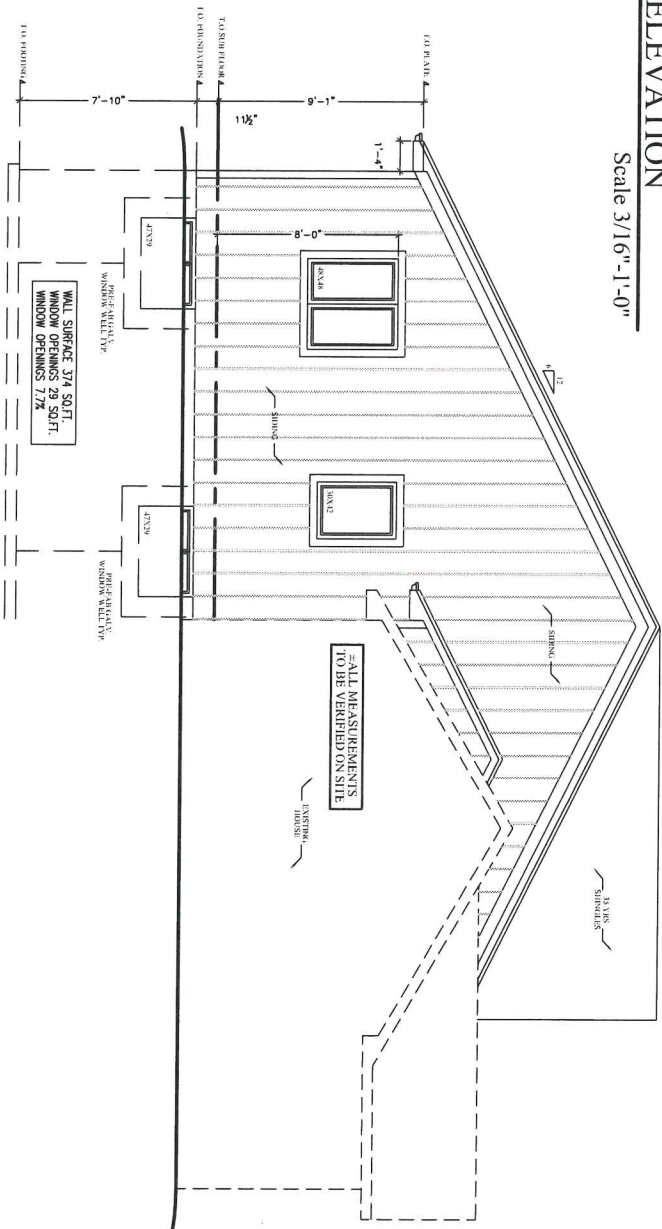 ELEVATION
Scale 3/16"-1'-0"
T.O. PLATE
T.O.SUB FLOOR
T.O. FOUNDATION
T.O. FOOTING
9'-1"
11½"
7'-10"
1'-4"
8'-0"
12
6
48X48
30X42
47X29
47X29
SIDING
SIDING
35 YRS
SHINGLES
PRE-FAB GALV.
WINDOW WELL TYP.
PRE-FAB GALV.
WINDOW WELL TYP.
WALL SURFACE 374 SQ.FT.
WINDOW OPENINGS 29 SQ.FT.
WINDOW OPENINGS 7.7%
±ALL MEASUREMENTS
TO BE VERIFIED ON SITE
EXISTING
HOUSE